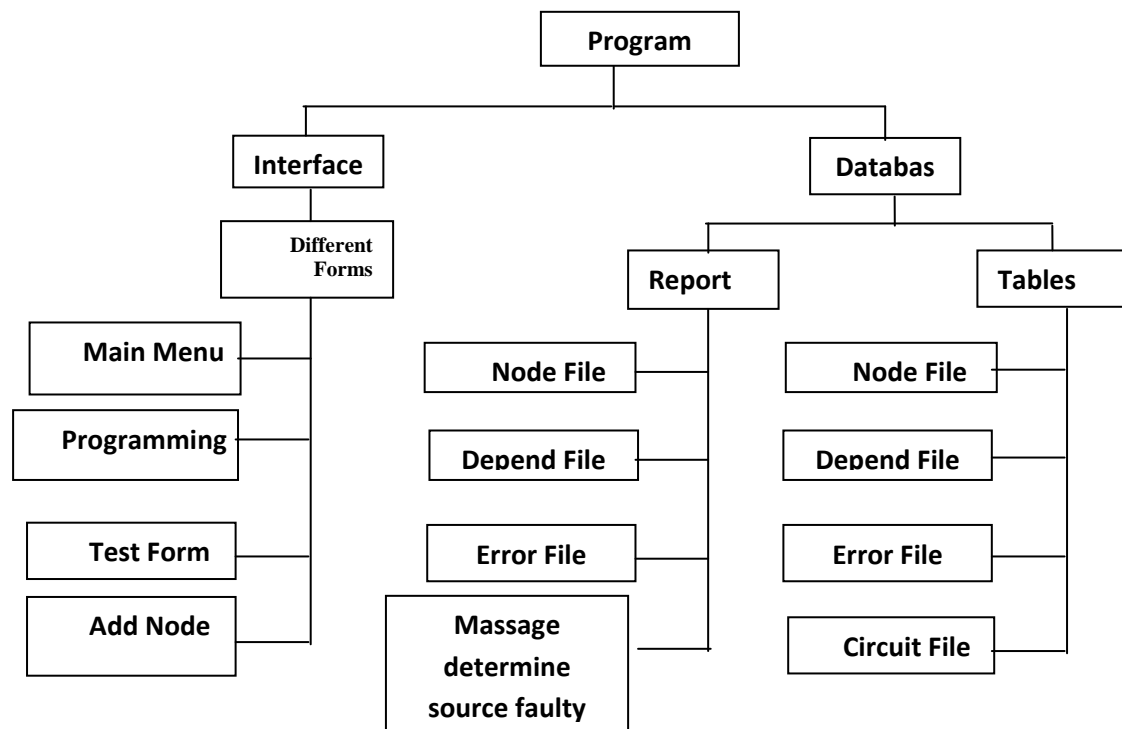 Program
Interface
Databas
Different
Forms
Report
Tables
Main Menu
Programming
Test Form
Add Node
Node File
Depend File
Error File
Massage
determine
source faulty
Node File
Depend File
Error File
Circuit File